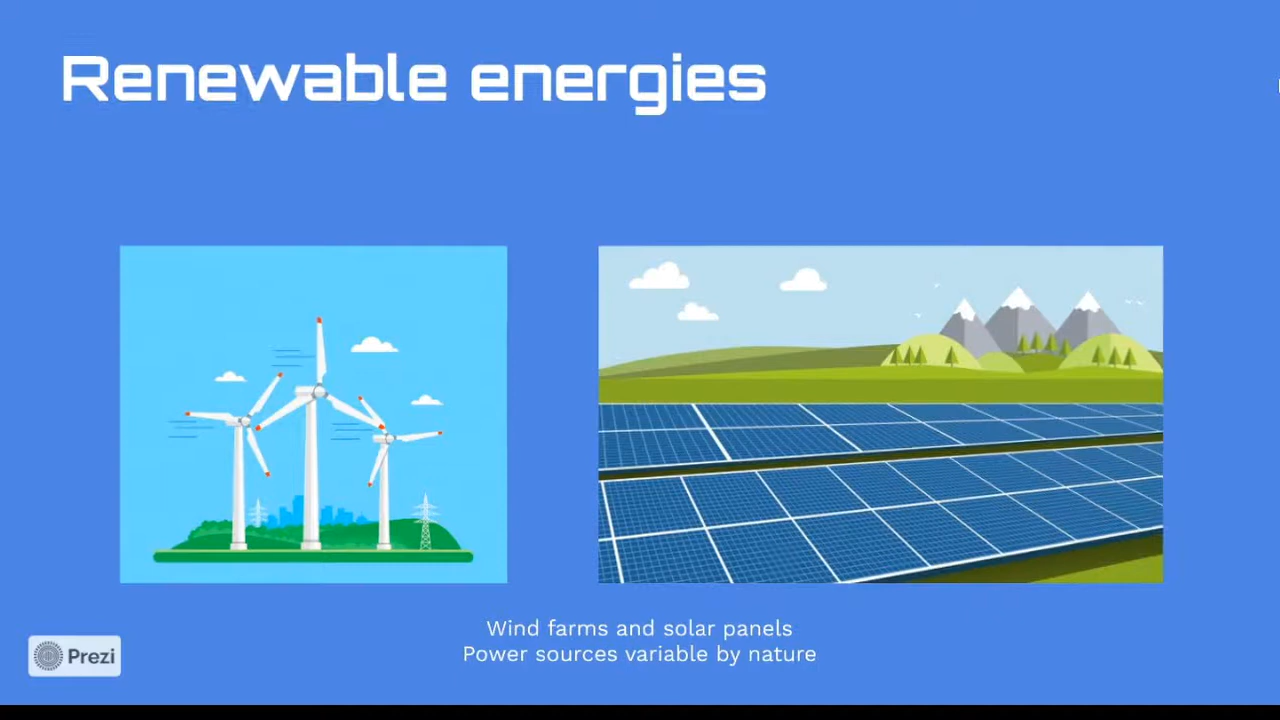 Renewable energies
Wind farms and solar panels
Power sources variable by nature
Prezi